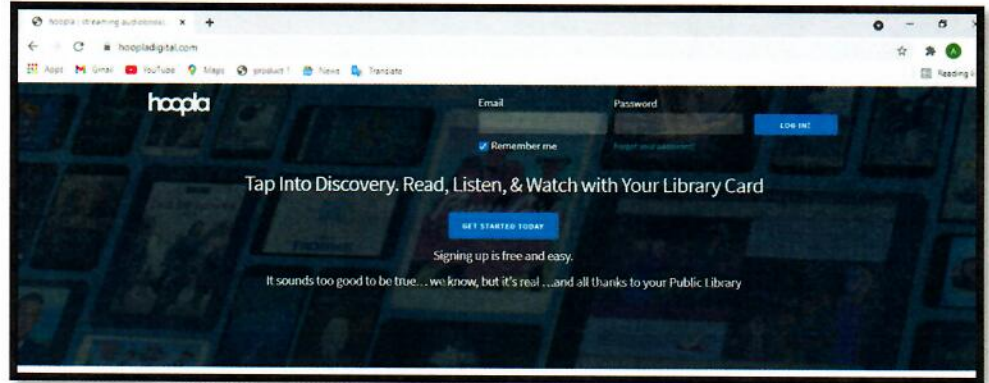 hoopla : streaming audiobooks × +
← C hoopladigital.com
Apps Gmail YouTube Maps product 1 News Translate
Reading
hoopla
Email Password
LOG IN!
Remember me Forgot your password?
Tap Into Discovery. Read, Listen, & Watch with Your Library Card
GET STARTED TODAY
Signing up is free and easy.
It sounds too good to be true...we know, but it's real ...and all thanks to your Public Library